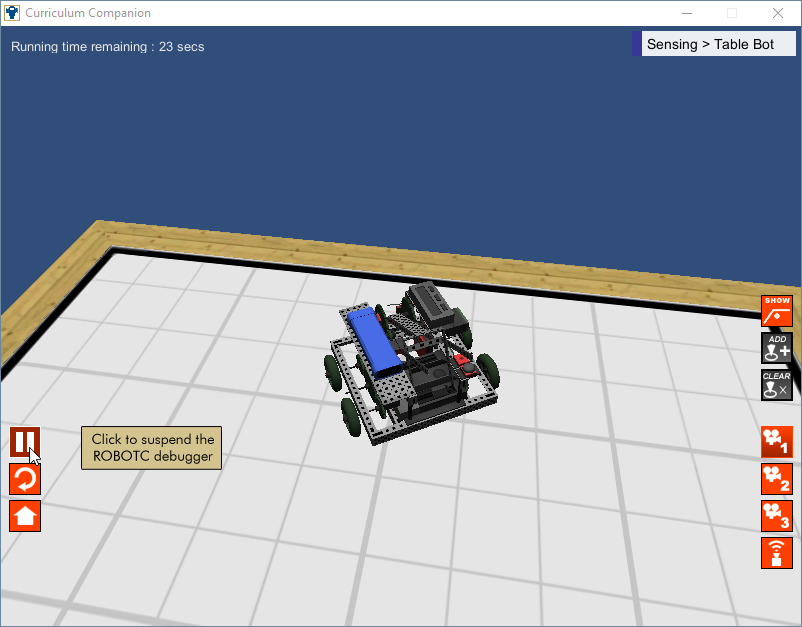 Curriculum Companion
Running time remaining : 23 secs
Sensing > Table Bot
SHOW
ADD
CLEAR
Click to suspend the
ROBOTC debugger
1
2
3